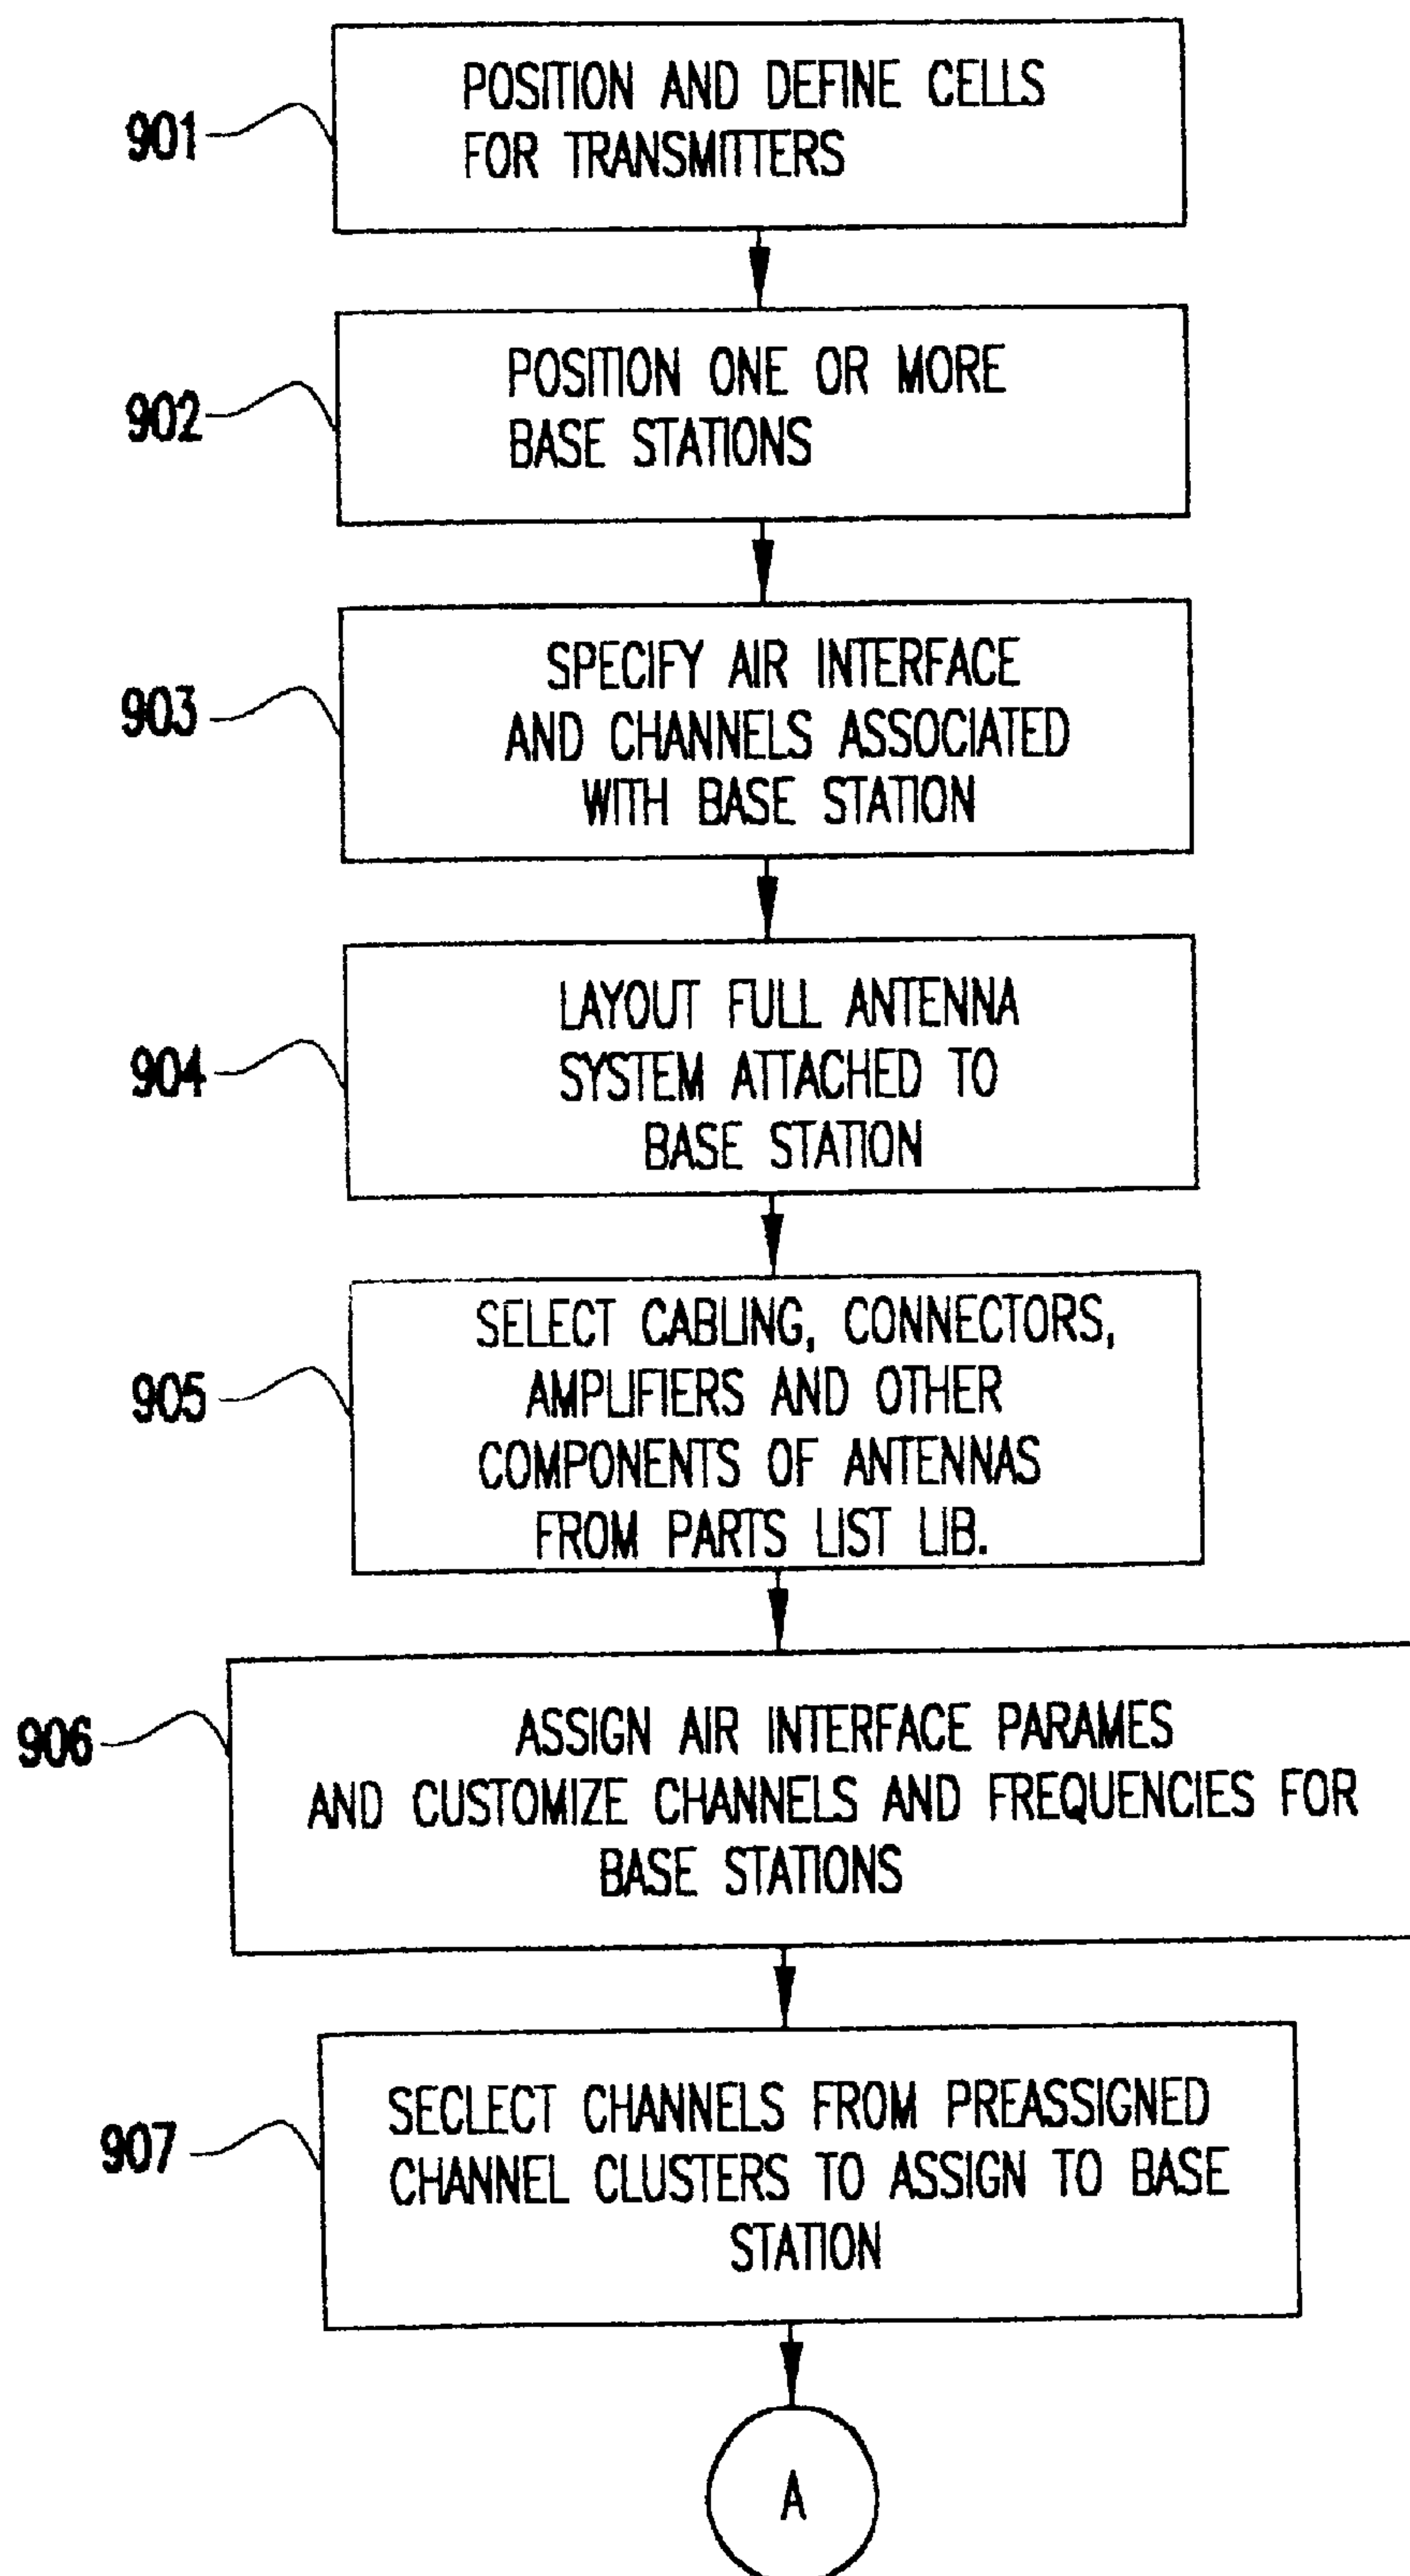 901
POSITION AND DEFINE CELLS
FOR TRANSMITTERS
902
POSITION ONE OR MORE
BASE STATIONS
903
SPECIFY AIR INTERFACE
AND CHANNELS ASSOCIATED
WITH BASE STATION
904
LAYOUT FULL ANTENNA
SYSTEM ATTACHED TO
BASE STATION
905
SELECT CABLING, CONNECTORS,
AMPLIFIERS AND OTHER
COMPONENTS OF ANTENNAS
FROM PARTS LIST LIB.
906
ASSIGN AIR INTERFACE PARAMES
AND CUSTOMIZE CHANNELS AND FREQUENCIES FOR
BASE STATIONS
907
SECLECT CHANNELS FROM PREASSIGNED
CHANNEL CLUSTERS TO ASSIGN TO BASE
STATION
A